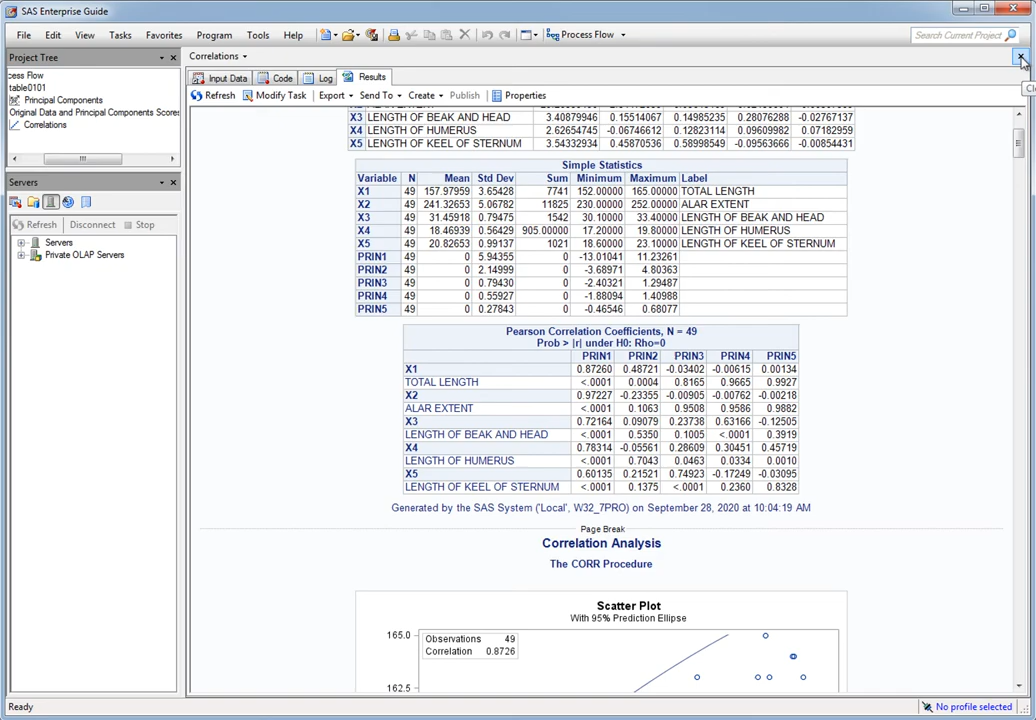 SAS Enterprise Guide
File Edit View Tasks Favorites Program Tools Help Process Flow Search Current Project
Project Tree
cess Flow
table0101
Principal Components
Original Data and Principal Components Scores
Correlations
Servers
Refresh Disconnect Stop
Servers
Private OLAP Servers
Correlations
Input Data Code Log Results
Refresh Modify Task Export Send To Create Publish Properties
X3 LENGTH OF BEAK AND HEAD 3.40879945 0.15514067 0.14985235 0.28076288 -0.02767137
X4 LENGTH OF HUMERUS 2.62654745 -0.06746612 0.12823114 0.09609982 0.07182959
X5 LENGTH OF KEEL OF STERNUM 3.54332934 0.45870536 0.58998549 -0.09563666 -0.00854431
Simple Statistics
Variable N Mean Std Dev Sum Minimum Maximum Label
X1 49 157.97959 3.65428 7741 152.00000 165.00000 TOTAL LENGTH
X2 49 241.32653 5.06782 11825 230.00000 252.00000 ALAR EXTENT
X3 49 31.45918 0.79475 1542 30.10000 33.40000 LENGTH OF BEAK AND HEAD
X4 49 18.46939 0.56429 905.00000 17.20000 19.80000 LENGTH OF HUMERUS
X5 49 20.82653 0.99137 1021 18.60000 23.10000 LENGTH OF KEEL OF STERNUM
PRIN1 49 0 5.94355 0 -13.01041 11.23261
PRIN2 49 0 2.14999 0 -3.68971 4.80363
PRIN3 49 0 0.79430 0 -2.40321 1.29487
PRIN4 49 0 0.55927 0 -1.88094 1.40988
PRIN5 49 0 0.27843 0 -0.46546 0.68077
Pearson Correlation Coefficients, N = 49
Prob > |r| under H0: Rho=0
PRIN1 PRIN2 PRIN3 PRIN4 PRIN5
X1 0.87260 0.48721 -0.03402 -0.00615 0.00134
TOTAL LENGTH <.0001 0.0004 0.8165 0.9665 0.9927
X2 0.97227 -0.23355 -0.00905 -0.00762 -0.00218
ALAR EXTENT <.0001 0.1063 0.9508 0.9586 0.9882
X3 0.72164 0.09079 0.23738 0.63166 -0.12505
LENGTH OF BEAK AND HEAD <.0001 0.5350 0.1005 <.0001 0.3919
X4 0.78314 -0.05561 0.28609 0.30451 0.45719
LENGTH OF HUMERUS <.0001 0.7043 0.0463 0.0334 0.0010
X5 0.60135 0.21521 0.74923 -0.17249 -0.03095
LENGTH OF KEEL OF STERNUM <.0001 0.1375 <.0001 0.2360 0.8328
Generated by the SAS System ('Local', W32_7PRO) on September 28, 2020 at 10:04:19 AM
Page Break
Correlation Analysis
The CORR Procedure
Scatter Plot
With 95% Prediction Ellipse
165.0
Observations 49
Correlation 0.8726
162.5
Ready
No profile selected